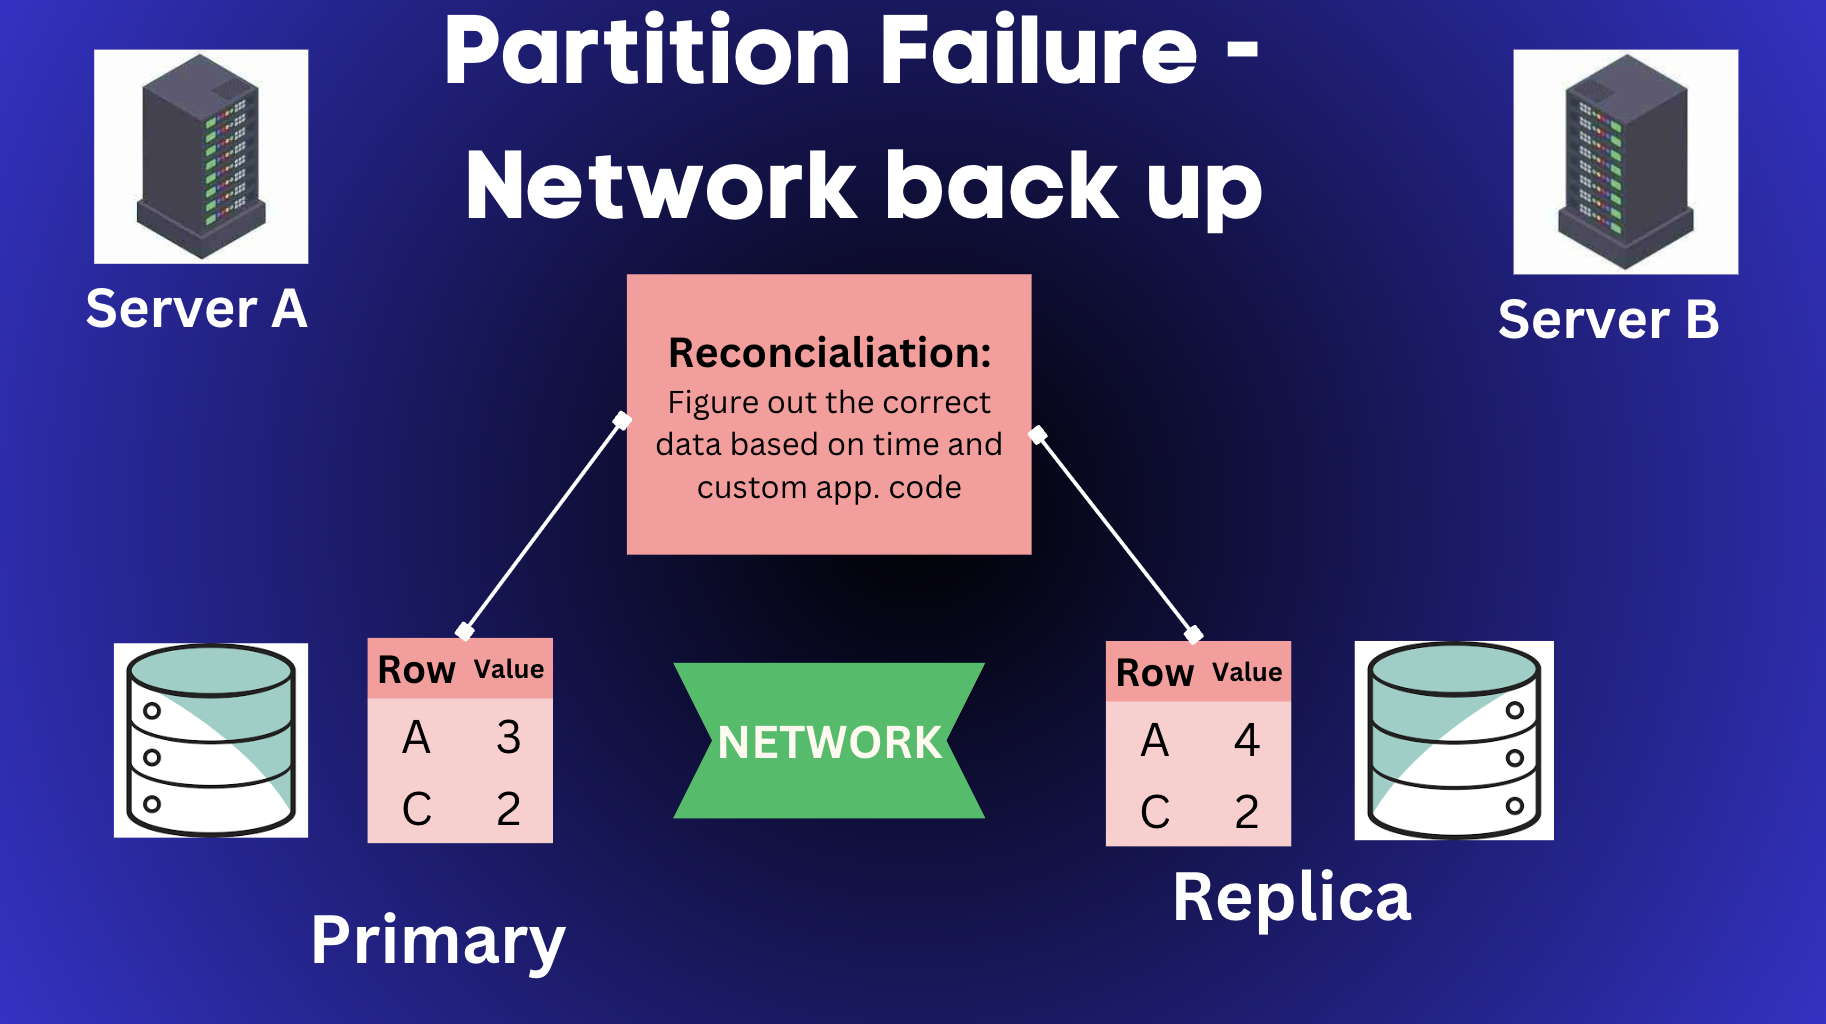 Partition Failure -
Network back up
Server A
Server B
Reconcialiation:
Figure out the correct
data based on time and
custom app. code
Row Value
A 3
C 2
NETWORK
Row Value
A 4
C 2
Primary
Replica